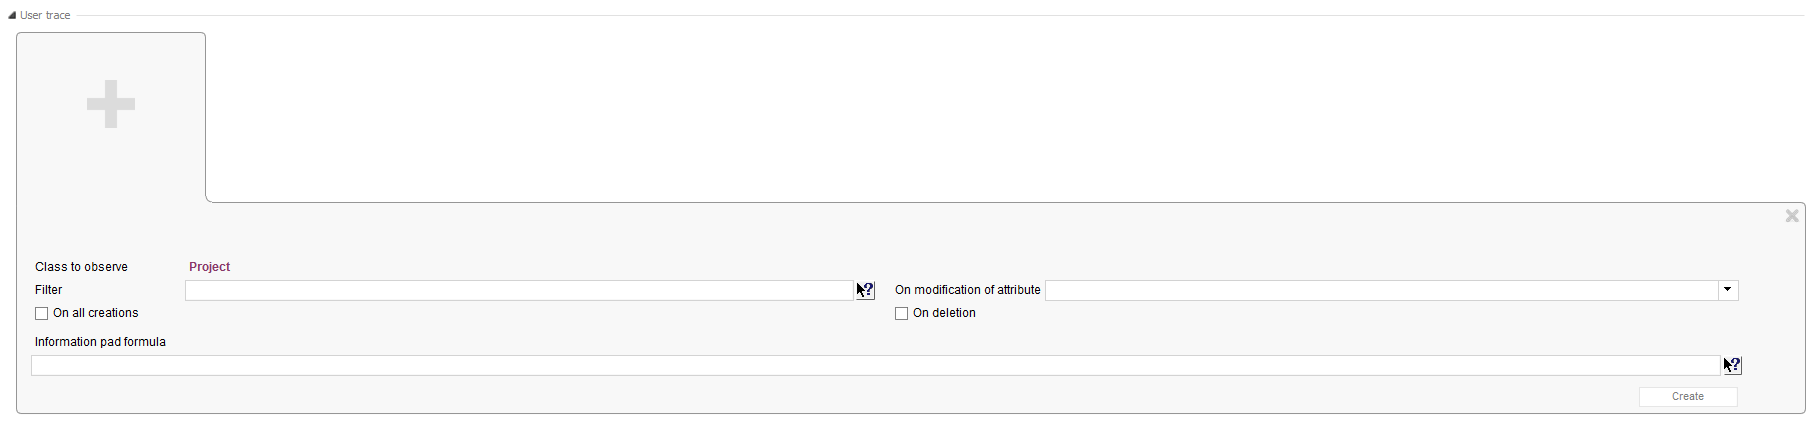 User trace
Class to observe Project
Filter ? On modification of attribute
On all creations On deletion
Information pad formula
?
Create